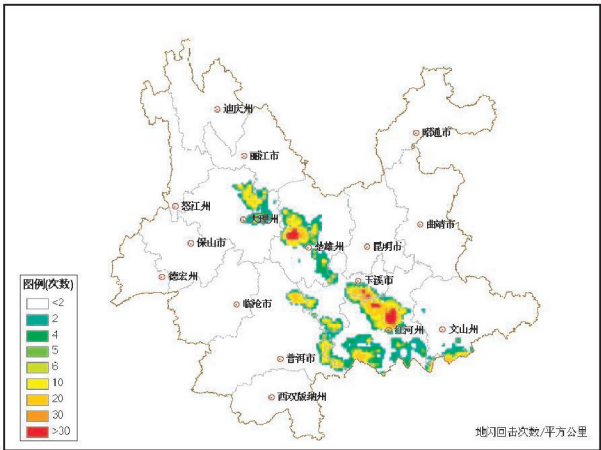 迪庆州
昭通市
丽江市
怒江州
大理州
曲靖市
保山市
楚雄州
昆明市
德宏州
玉溪市
临沧市
红河州
文山州
普洱市
西双版纳州
图例(次数)
<2
2
4
5
6
10
20
30
>30
地闪回击次数/平方公里